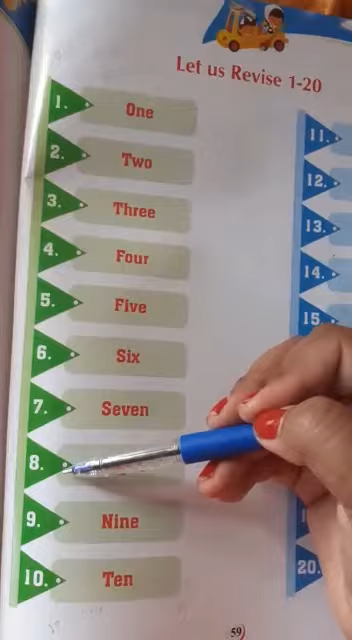 Let us Revise 1-20
1. One
2. Two
3. Three
4. Four
5. Five
6. Six
7. Seven
8.
9. Nine
10. Ten
11.
12.
13.
14.
15.
20.
59